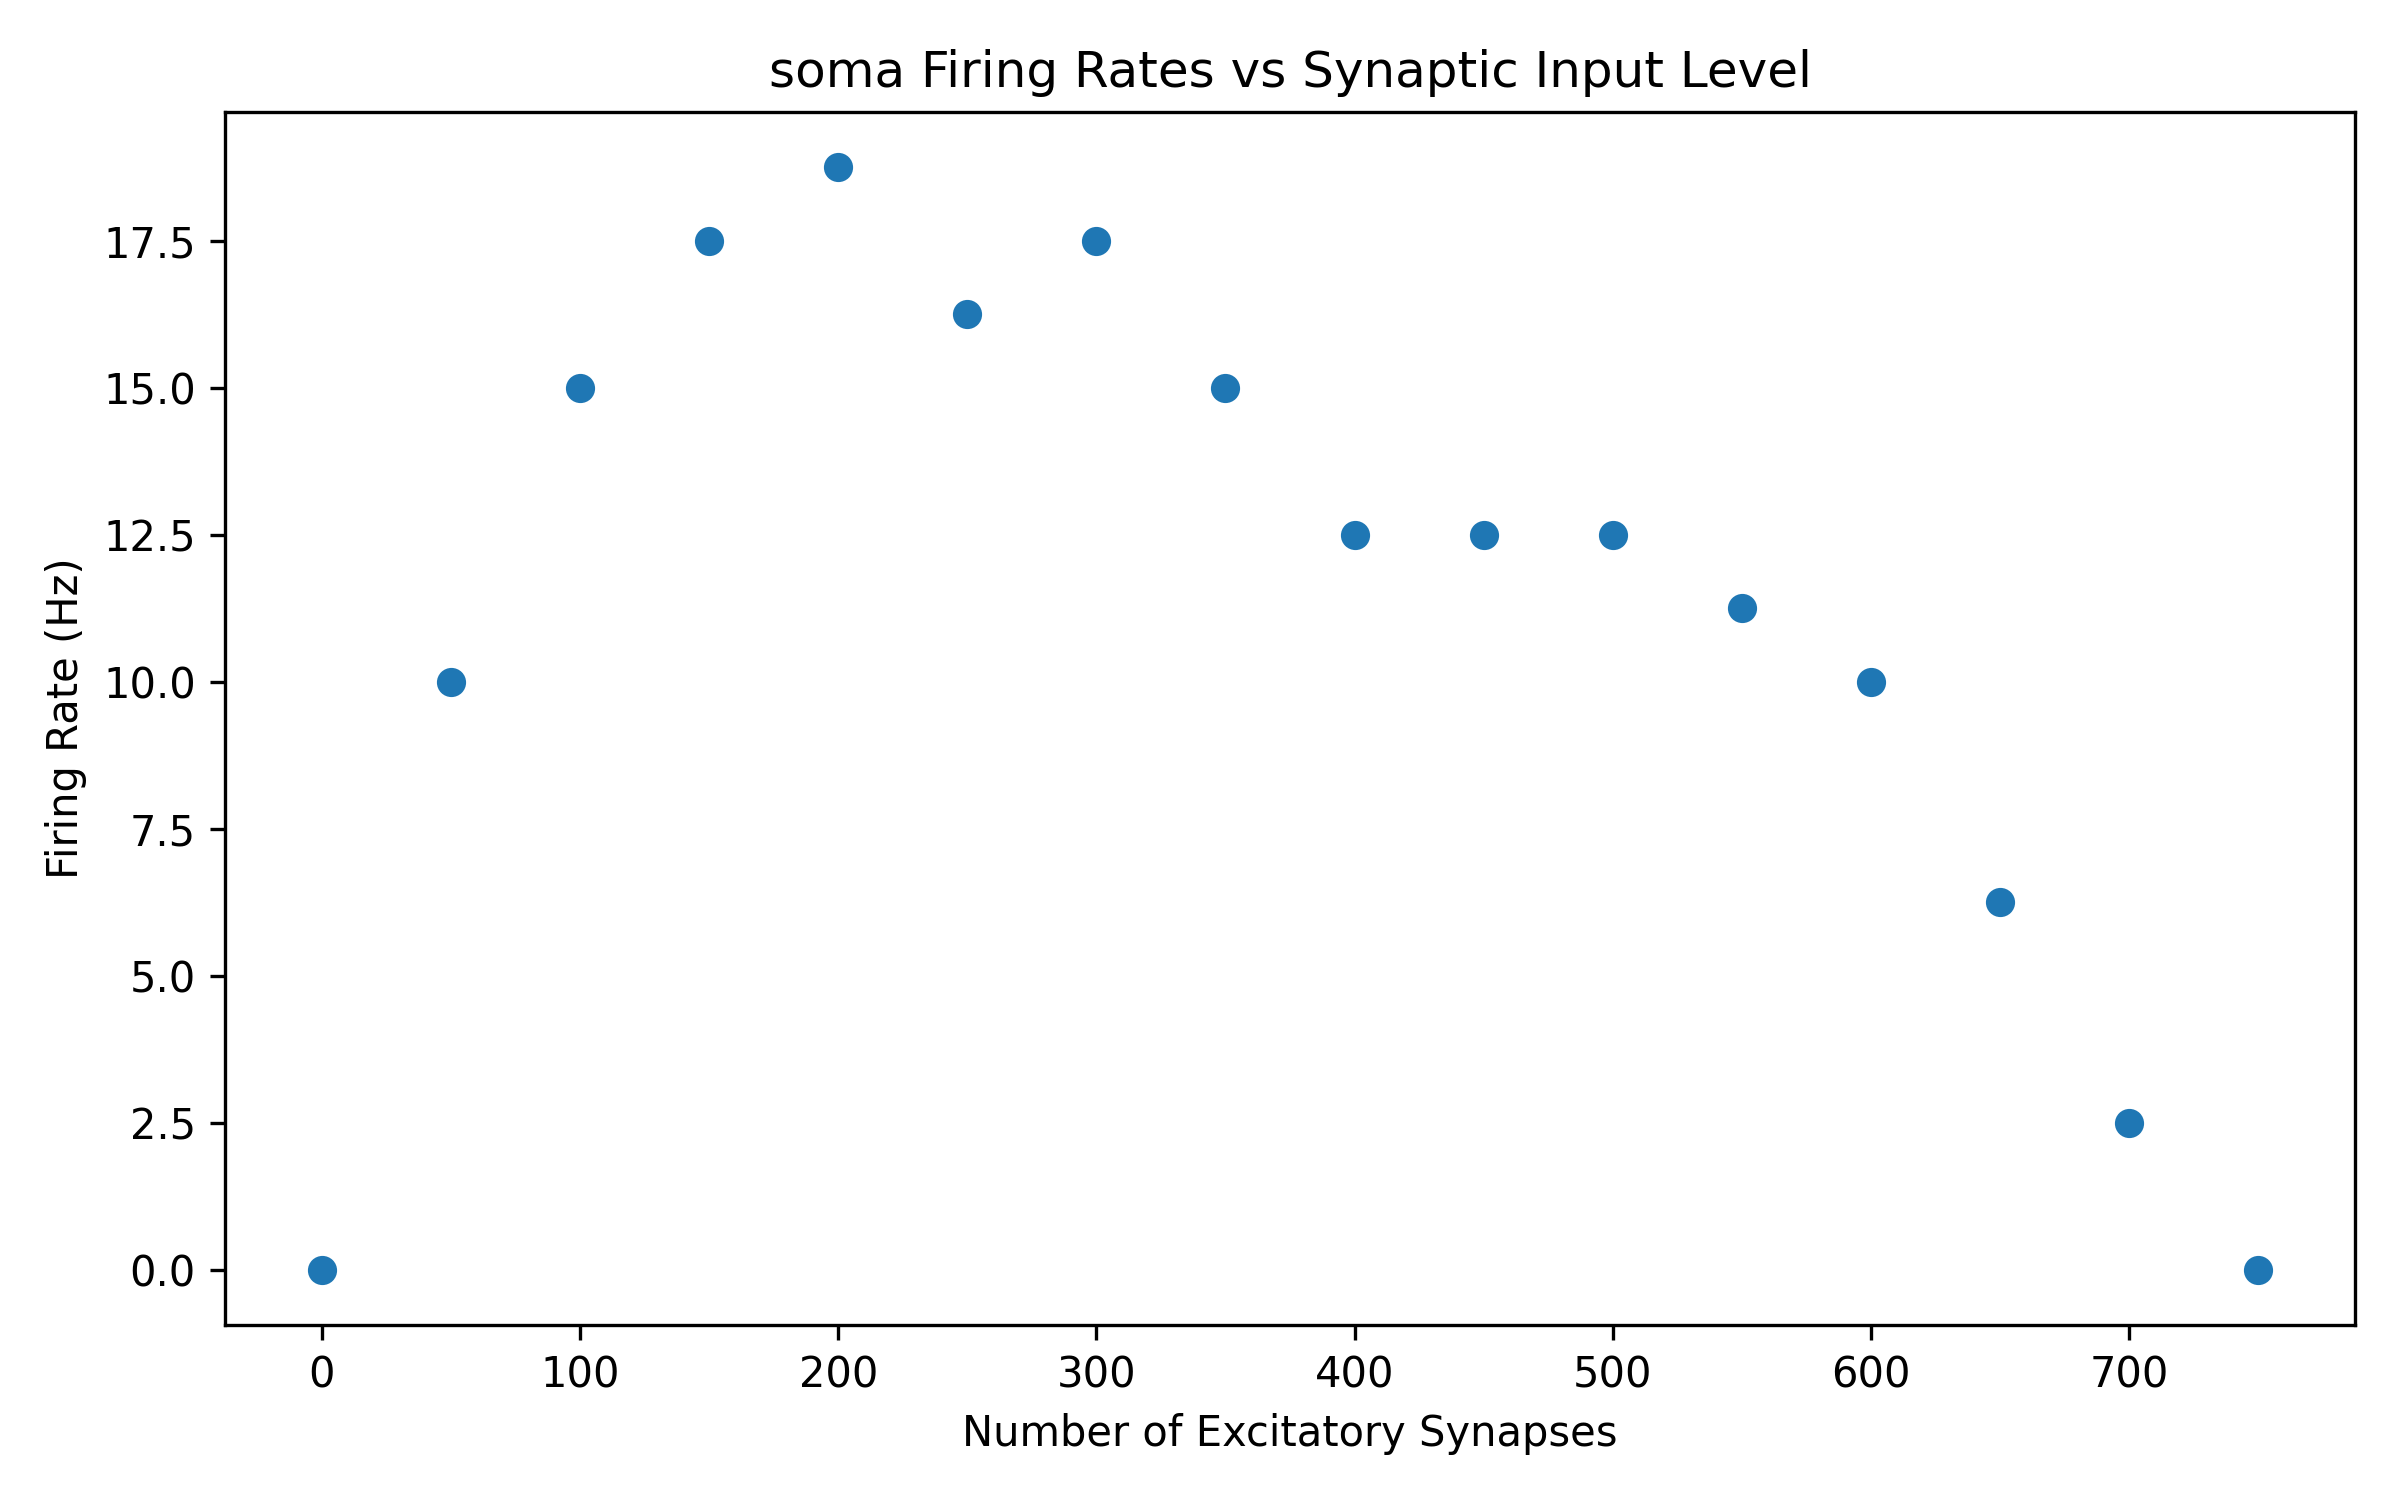 soma Firing Rates vs Synaptic Input Level
Firing Rate (Hz)
17.5
15.0
12.5
10.0
7.5
5.0
2.5
0.0
0 100 200 300 400 500 600 700
Number of Excitatory Synapses